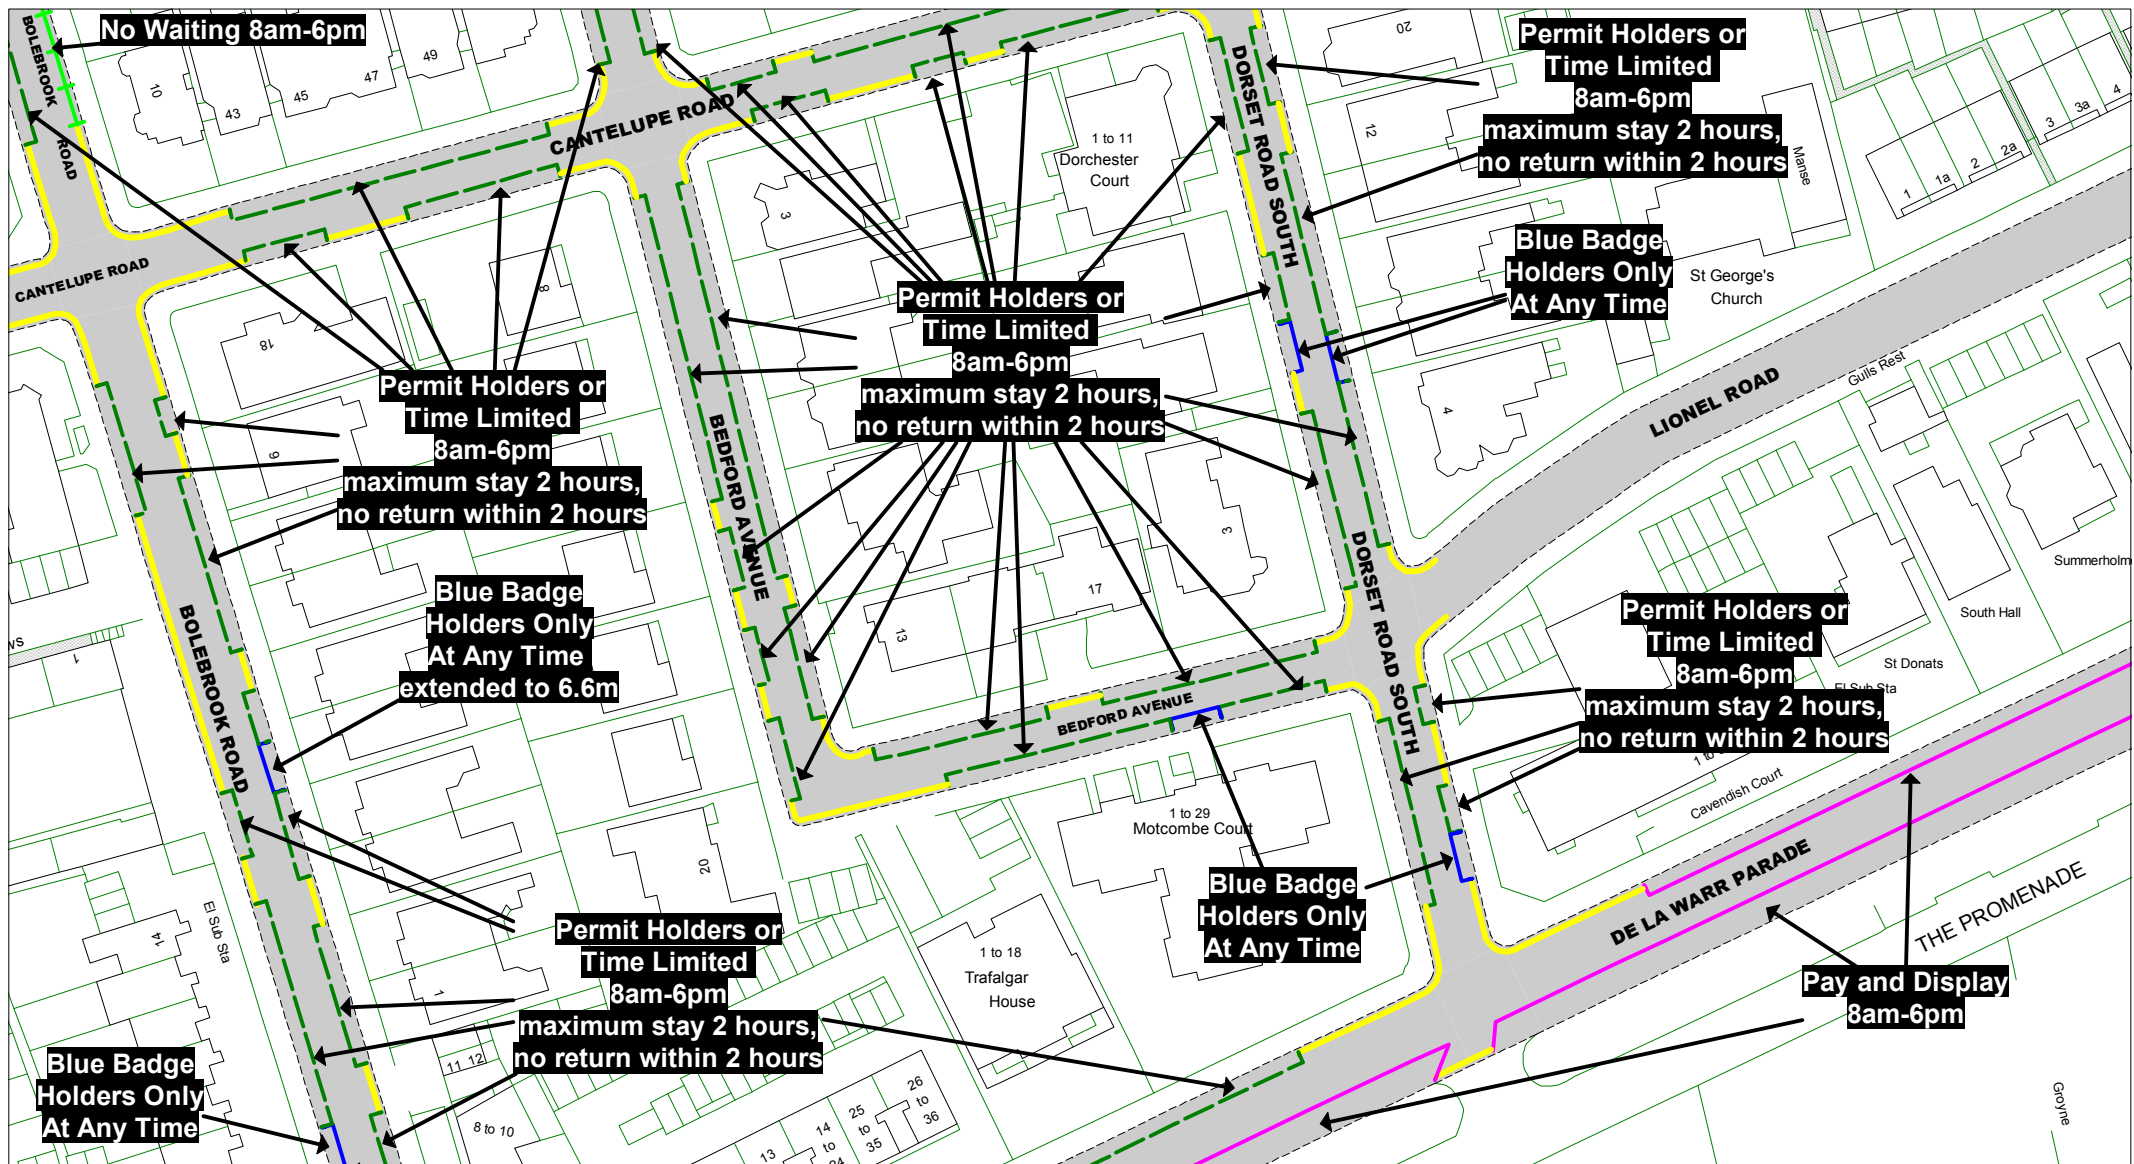 BOLEBROOK
ROAD
No Waiting 8am-6pm
10
43
45
47
49
CANTELUPE ROAD
CANTELUPE ROAD
DORSET ROAD SOUTH
20
12
Permit Holders or
Time Limited
8am-6pm
maximum stay 2 hours,
no return within 2 hours
Manse
1
1a
2
2a
3
3a
4
1 to 11
Dorchester
Court
3
8
18
9
Blue Badge
Holders Only
At Any Time
St George's
Church
Permit Holders or
Time Limited
8am-6pm
maximum stay 2 hours,
no return within 2 hours
Permit Holders or
Time Limited
8am-6pm
maximum stay 2 hours,
no return within 2 hours
4
LIONEL ROAD
Gulls Rest
BEDFORD AVENUE
3
17
13
DORSET ROAD SOUTH
Summerholm
South Hall
St Donats
El Sub Sta
Blue Badge
Holders Only
At Any Time
extended to 6.6m
BOLEBROOK ROAD
ws
1
Permit Holders or
Time Limited
8am-6pm
maximum stay 2 hours,
no return within 2 hours
BEDFORD AVENUE
1 to
Cavendish Court
1 to 29
Motcombe Court
20
DE LA WARR PARADE
THE PROMENADE
Blue Badge
Holders Only
At Any Time
El Sub Sta
14
1
Permit Holders or
Time Limited
8am-6pm
maximum stay 2 hours,
no return within 2 hours
1 to 18
Trafalgar
House
Pay and Display
8am-6pm
Blue Badge
Holders Only
At Any Time
11 12
8 to 10
13
14
to
24
25
to
35
26
to
36
Groyne